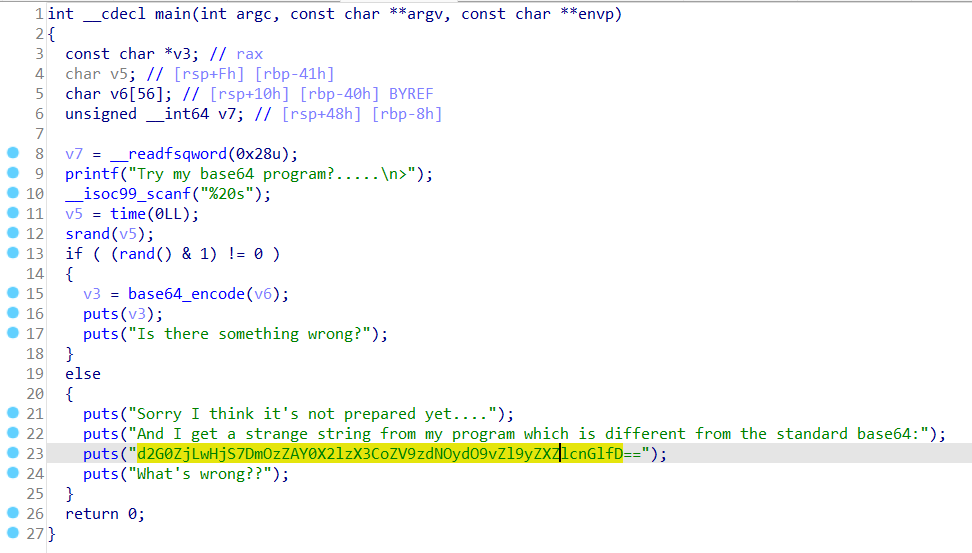 1 int __cdecl main(int argc, const char **argv, const char **envp)
2 {
3 const char *v3; // rax
4 char v5; // [rsp+Fh] [rbp-41h]
5 char v6[56]; // [rsp+10h] [rbp-40h] BYREF
6 unsigned __int64 v7; // [rsp+48h] [rbp-8h]
7
8 v7 = __readfsqword(0x28u);
9 printf("Try my base64 program?.....\n>");
10 __isoc99_scanf("%20s");
11 v5 = time(0LL);
12 srand(v5);
13 if ( (rand() & 1) != 0 )
14 {
15 v3 = base64_encode(v6);
16 puts(v3);
17 puts("Is there something wrong?");
18 }
19 else
20 {
21 puts("Sorry I think it's not prepared yet....");
22 puts("And I get a strange string from my program which is different from the standard base64:");
23 puts("d2G0ZjLwHjS7DmOzZAY0X2lzX3CoZV9zdNOydO9vZl9yZXZlcnGlfD==");
24 puts("What's wrong??");
25 }
26 return 0;
27 }